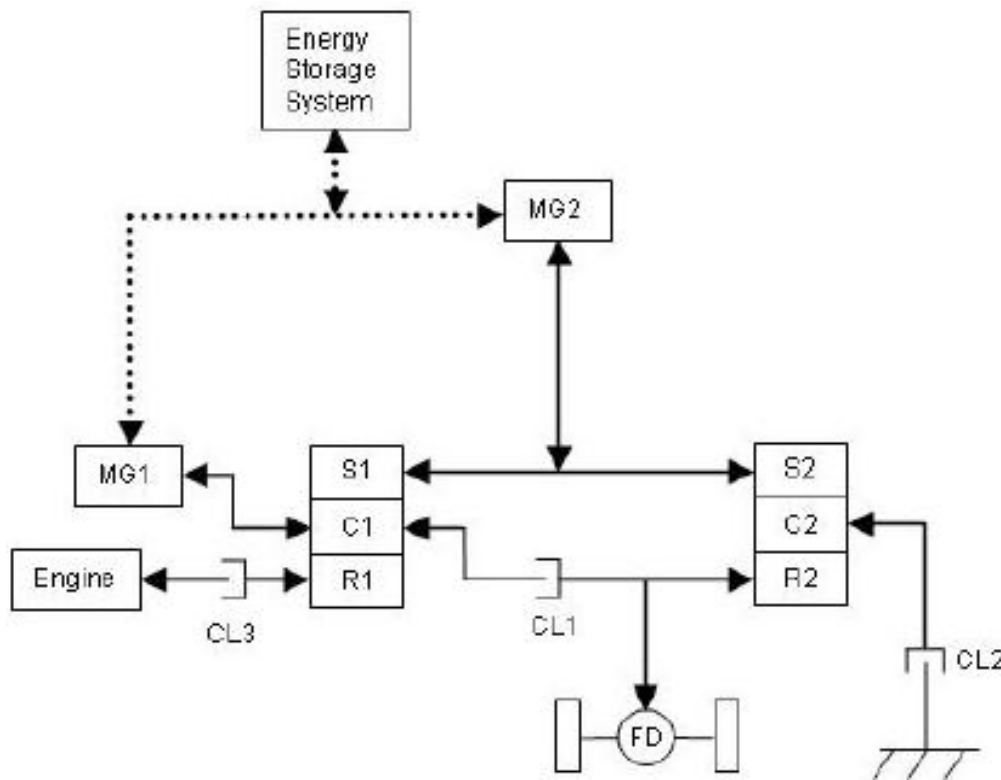 Energy
Storage
System
MG2
MG1
S1
S2
C1
C2
Engine
R1
R2
CL3
CL1
CL2
FD